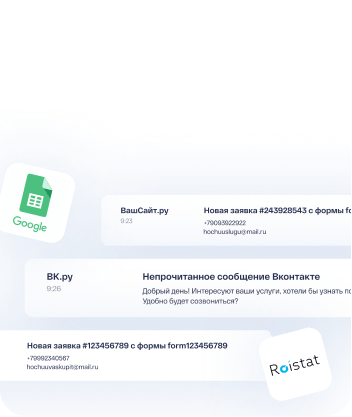 Google
ВашСайт.ру
9:23
Новая заявка #243928543 с формы fo
+79093922922
hochuuslugu@mail.ru
ВК.ру
9:26
Непрочитанное сообщение Вконтакте
Добрый день! Интересуют ваши услуги, хотели бы узнать по
Удобно будет созвониться?
Новая заявка #123456789 с формы form123456789
+79992340567
hochuuvaskupit@mail.ru
Roistat